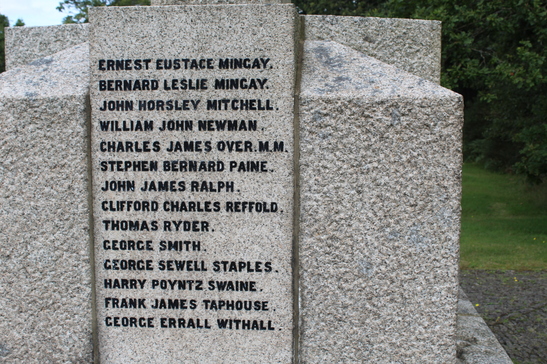 ERNEST EUSTACE MINGAY.
BERNARD LESLIE MINGAY.
JOHN HORSLEY MITCHELL.
WILLIAM JOHN NEWMAN.
CHARLES JAMES OVER. M.M.
STEPHEN BERNARD PAINE.
JOHN JAMES RALPH.
CLIFFORD CHARLES REFFOLD.
THOMAS RYDER.
GEORGE SMITH.
GEORGE SEWELL STAPLES.
HARRY POYNTZ SWAINE.
FRANK JAMES TAPHOUSE.
GEORGE ERRALL WITHALL.